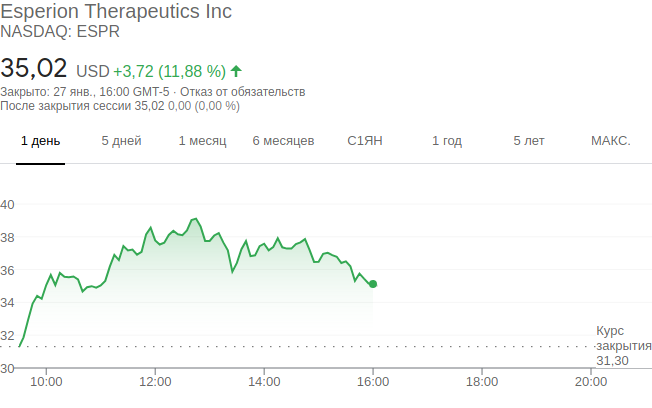 Esperion Therapeutics Inc
NASDAQ: ESPR
35,02 USD +3,72 (11,88 %)
Закрыто: 27 янв., 16:00 GMT-5 · Отказ от обязательств
После закрытия сессии 35,02 0,00 (0,00 %)
1 день 5 дней 1 месяц 6 месяцев С1ЯН 1 год 5 лет МАКС.
40
38
36
34
32
30
Курс
закрытия
31,30
10:00 12:00 14:00 16:00 18:00 20:00